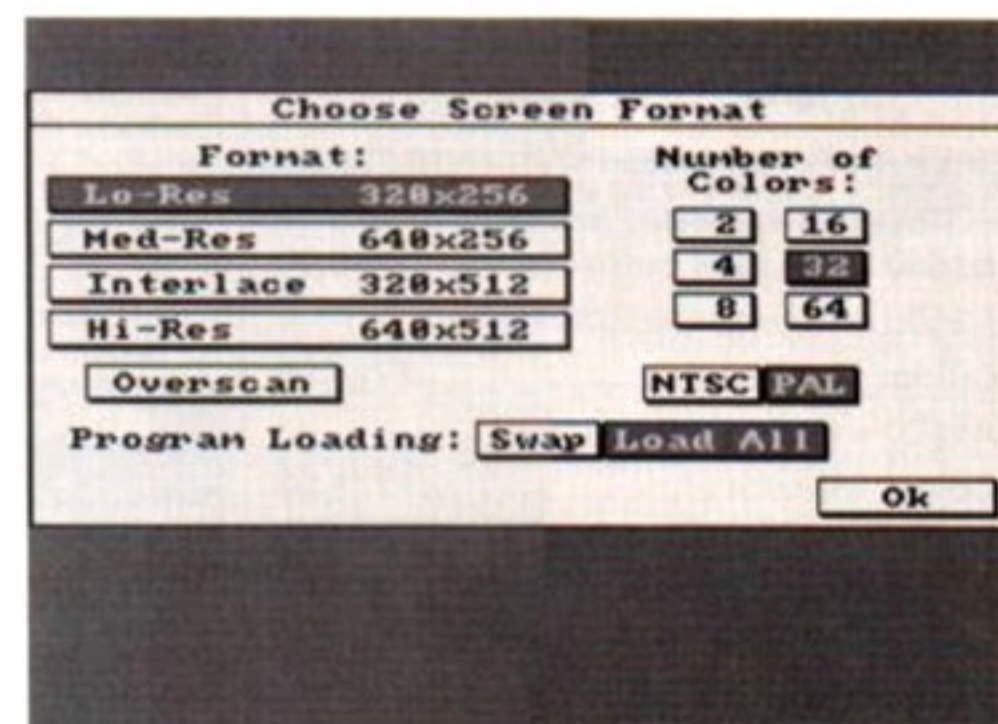 Choose Screen Format
Format:
Number of
Colors:
Lo-Res 320x256
Med-Res 640x256
Interlace 320x512
Hi-Res 640x512
2 16
4 32
8 64
Overscan
NTSC PAL
Program Loading: Swap Load All
Ok